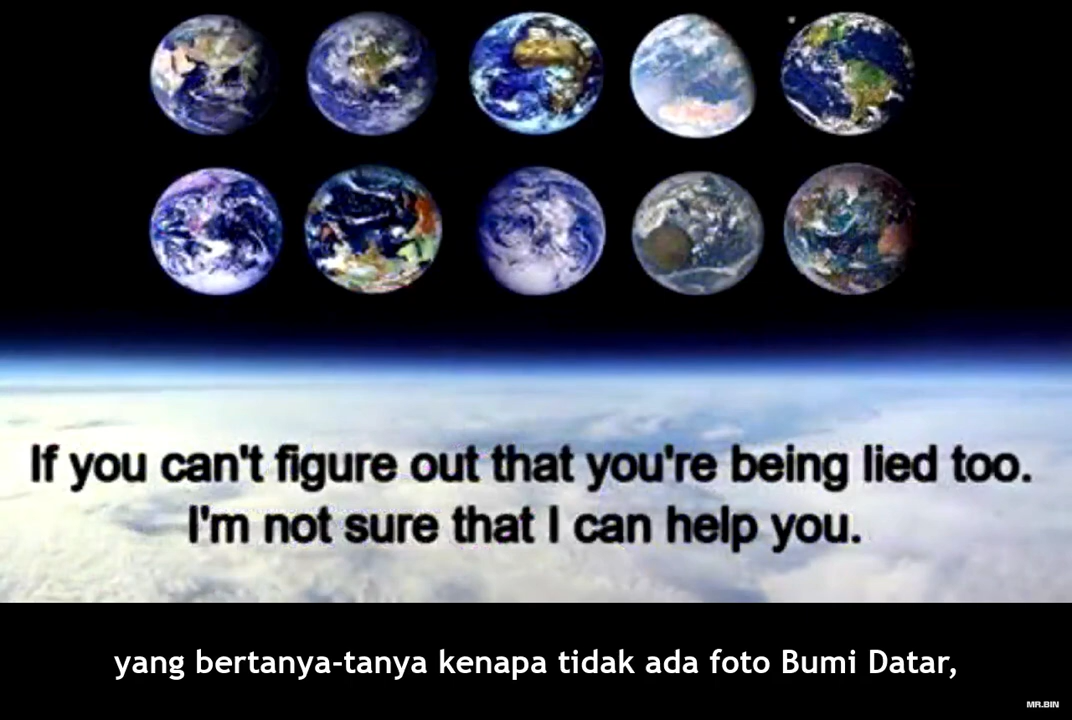 If you can't figure out that you're being lied too.
I'm not sure that I can help you.
yang bertanya-tanya kenapa tidak ada foto Bumi Datar,
MR.BIN